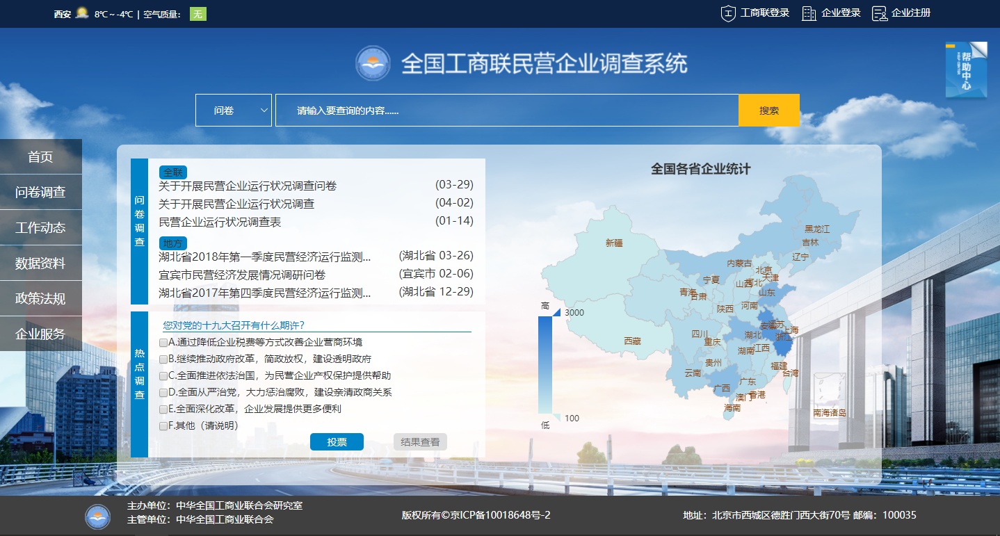 西安 8℃ ~ -4℃ | 空气质量： 无
工商联登录 企业登录 企业注册
全国工商联民营企业调查系统
帮助中心
问卷 请输入要查询的内容...... 搜索
首页
问卷调查
工作动态
数据资料
政策法规
企业服务
问卷调查
全联
关于开展民营企业运行状况调查问卷 (03-29)
关于开展民营企业运行状况调查 (04-02)
民营企业运行状况调查表 (01-14)
地方
湖北省2018年第一季度民营经济运行监测... (湖北省 03-26)
宜宾市民营经济发展情况调研问卷 (宜宾市 02-06)
湖北省2017年第四季度民营经济运行监测... (湖北省 12-29)
热点调查
您对党的十九大召开有什么期许？
A.通过降低企业税费等方式改善企业营商环境
B.继续推动政府改革，简政放权，建设透明政府
C.全面推进依法治国，为民营企业产权保护提供帮助
D.全面从严治党，大力惩治腐败，建设亲清政商关系
E.全面深化改革，企业发展提供更多便利
F.其他（请说明）
投票 结果查看
全国各省企业统计
黑龙江
新疆 吉林
辽宁
内蒙古
北京
宁夏 天津
山西 河北
青海 山东
甘肃
陕西 河南
安徽 江苏
上海
四川 湖北 浙江
西藏 重庆
湖南 江西
贵州
福建
云南 台湾
广东
广西
澳门 香港
海南
南海诸岛
高
3000
100
低
主办单位：中华全国工商业联合会研究室
主管单位：中华全国工商业联合会
版权所有©京ICP备10018648号-2
地址：北京市西城区德胜门西大街70号 邮编：100035